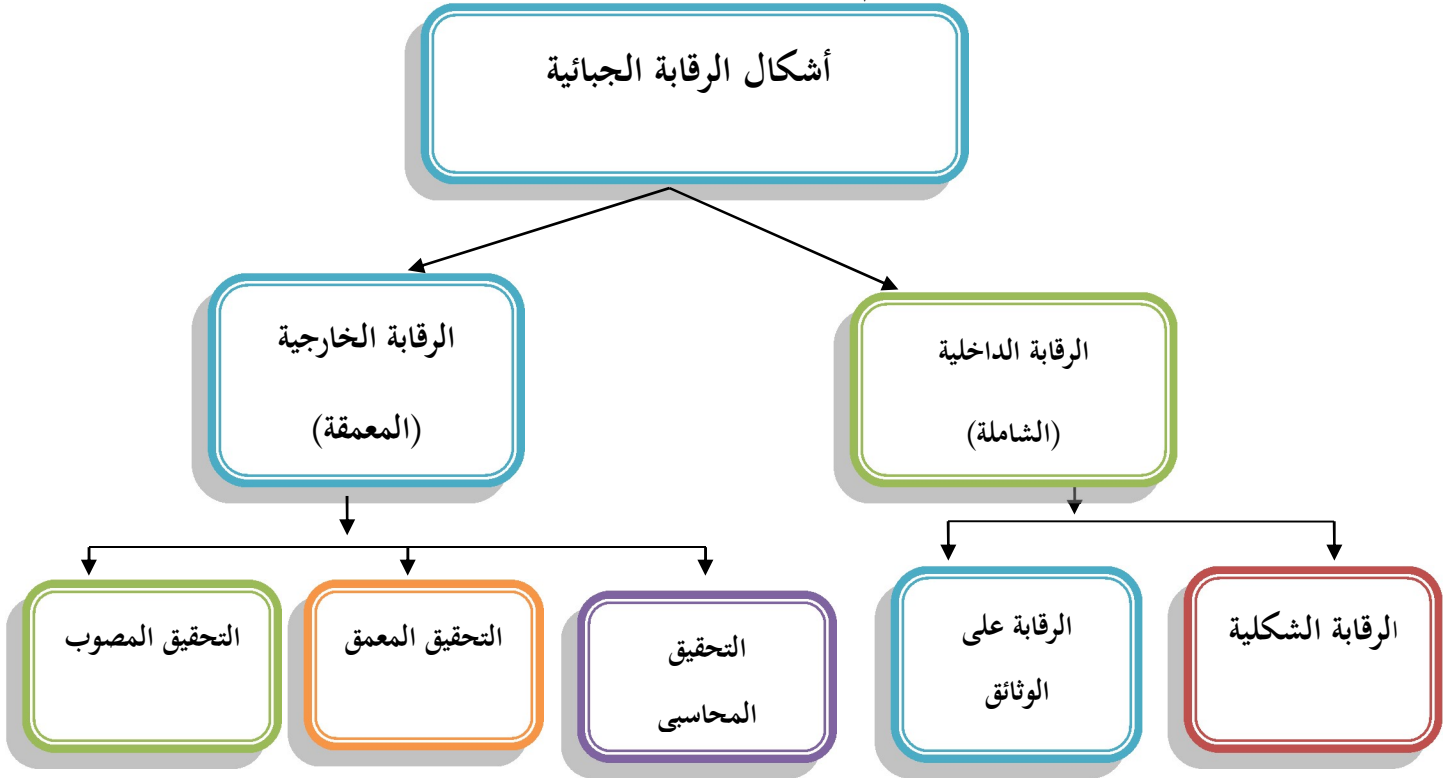 أشكال الرقابة الجبائية
الرقابة الداخلية
(الشاملة)
الرقابة الخارجية
(المعمقة)
الرقابة الشكلية
الرقابة على
الوثائق
التحقيق
المحاسبي
التحقيق المعمق
التحقيق المصوب